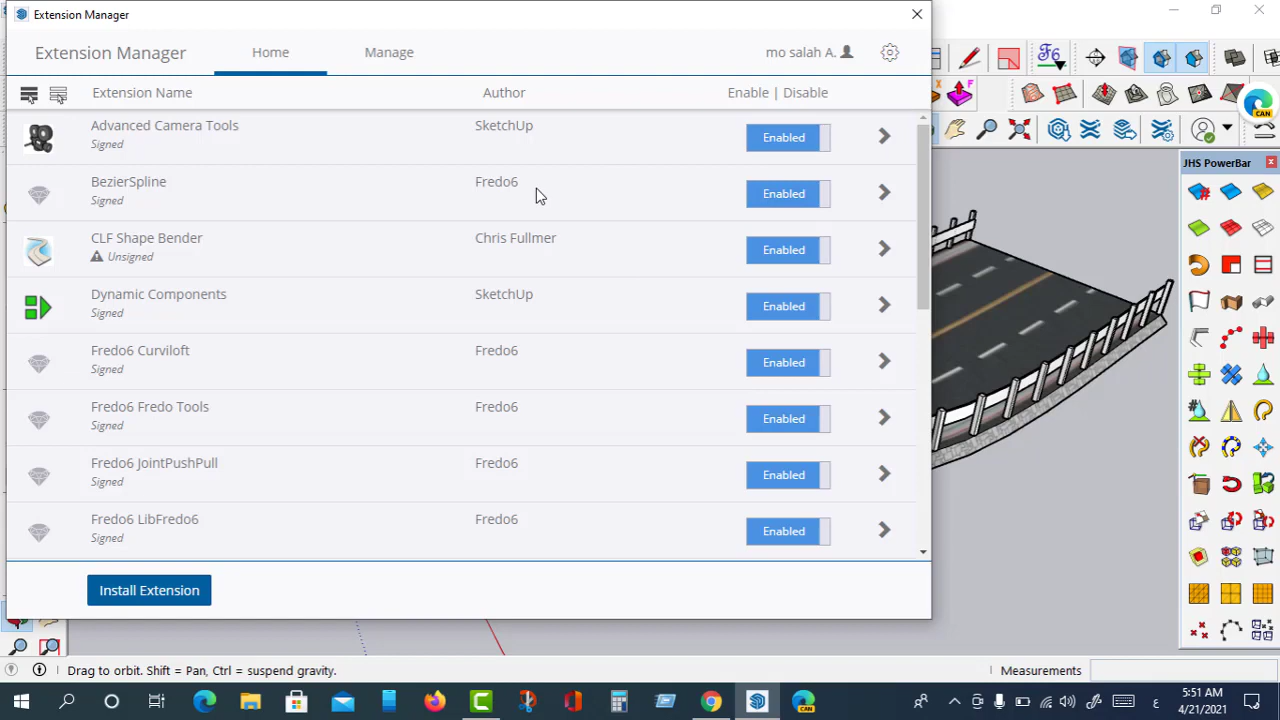 Extension Manager
Extension Manager
Home
Manage
mo salah A.
Extension Name
Author
Enable | Disable
Advanced Camera Tools
Signed
SketchUp
Enabled
BezierSpline
Signed
Fredo6
Enabled
CLF Shape Bender
Unsigned
Chris Fullmer
Enabled
Dynamic Components
Signed
SketchUp
Enabled
Fredo6 Curviloft
Signed
Fredo6
Enabled
Fredo6 Fredo Tools
Signed
Fredo6
Enabled
Fredo6 JointPushPull
Signed
Fredo6
Enabled
Fredo6 LibFredo6
Signed
Fredo6
Enabled
Install Extension
F6
F
CAN
JHS PowerBar
Drag to orbit. Shift = Pan, Ctrl = suspend gravity.
Measurements
CAN
ع
5:51 AM
4/21/2021